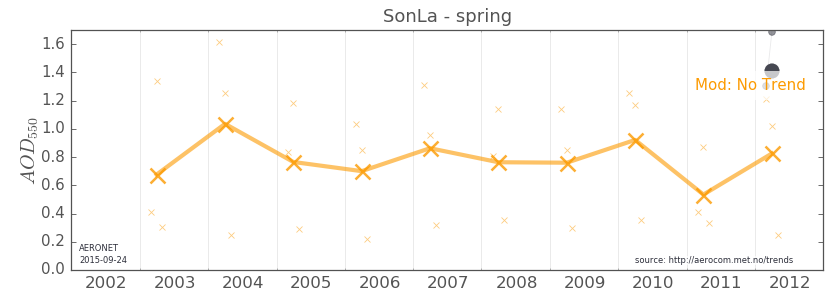 SonLa - spring
1.6
1.4
1.2
1.0
0.8
0.6
0.4
0.2
0.0
AOD550
Mod: No Trend
AERONET
2015-09-24
source: http://aerocom.met.no/trends
2002 2003 2004 2005 2006 2007 2008 2009 2010 2011 2012